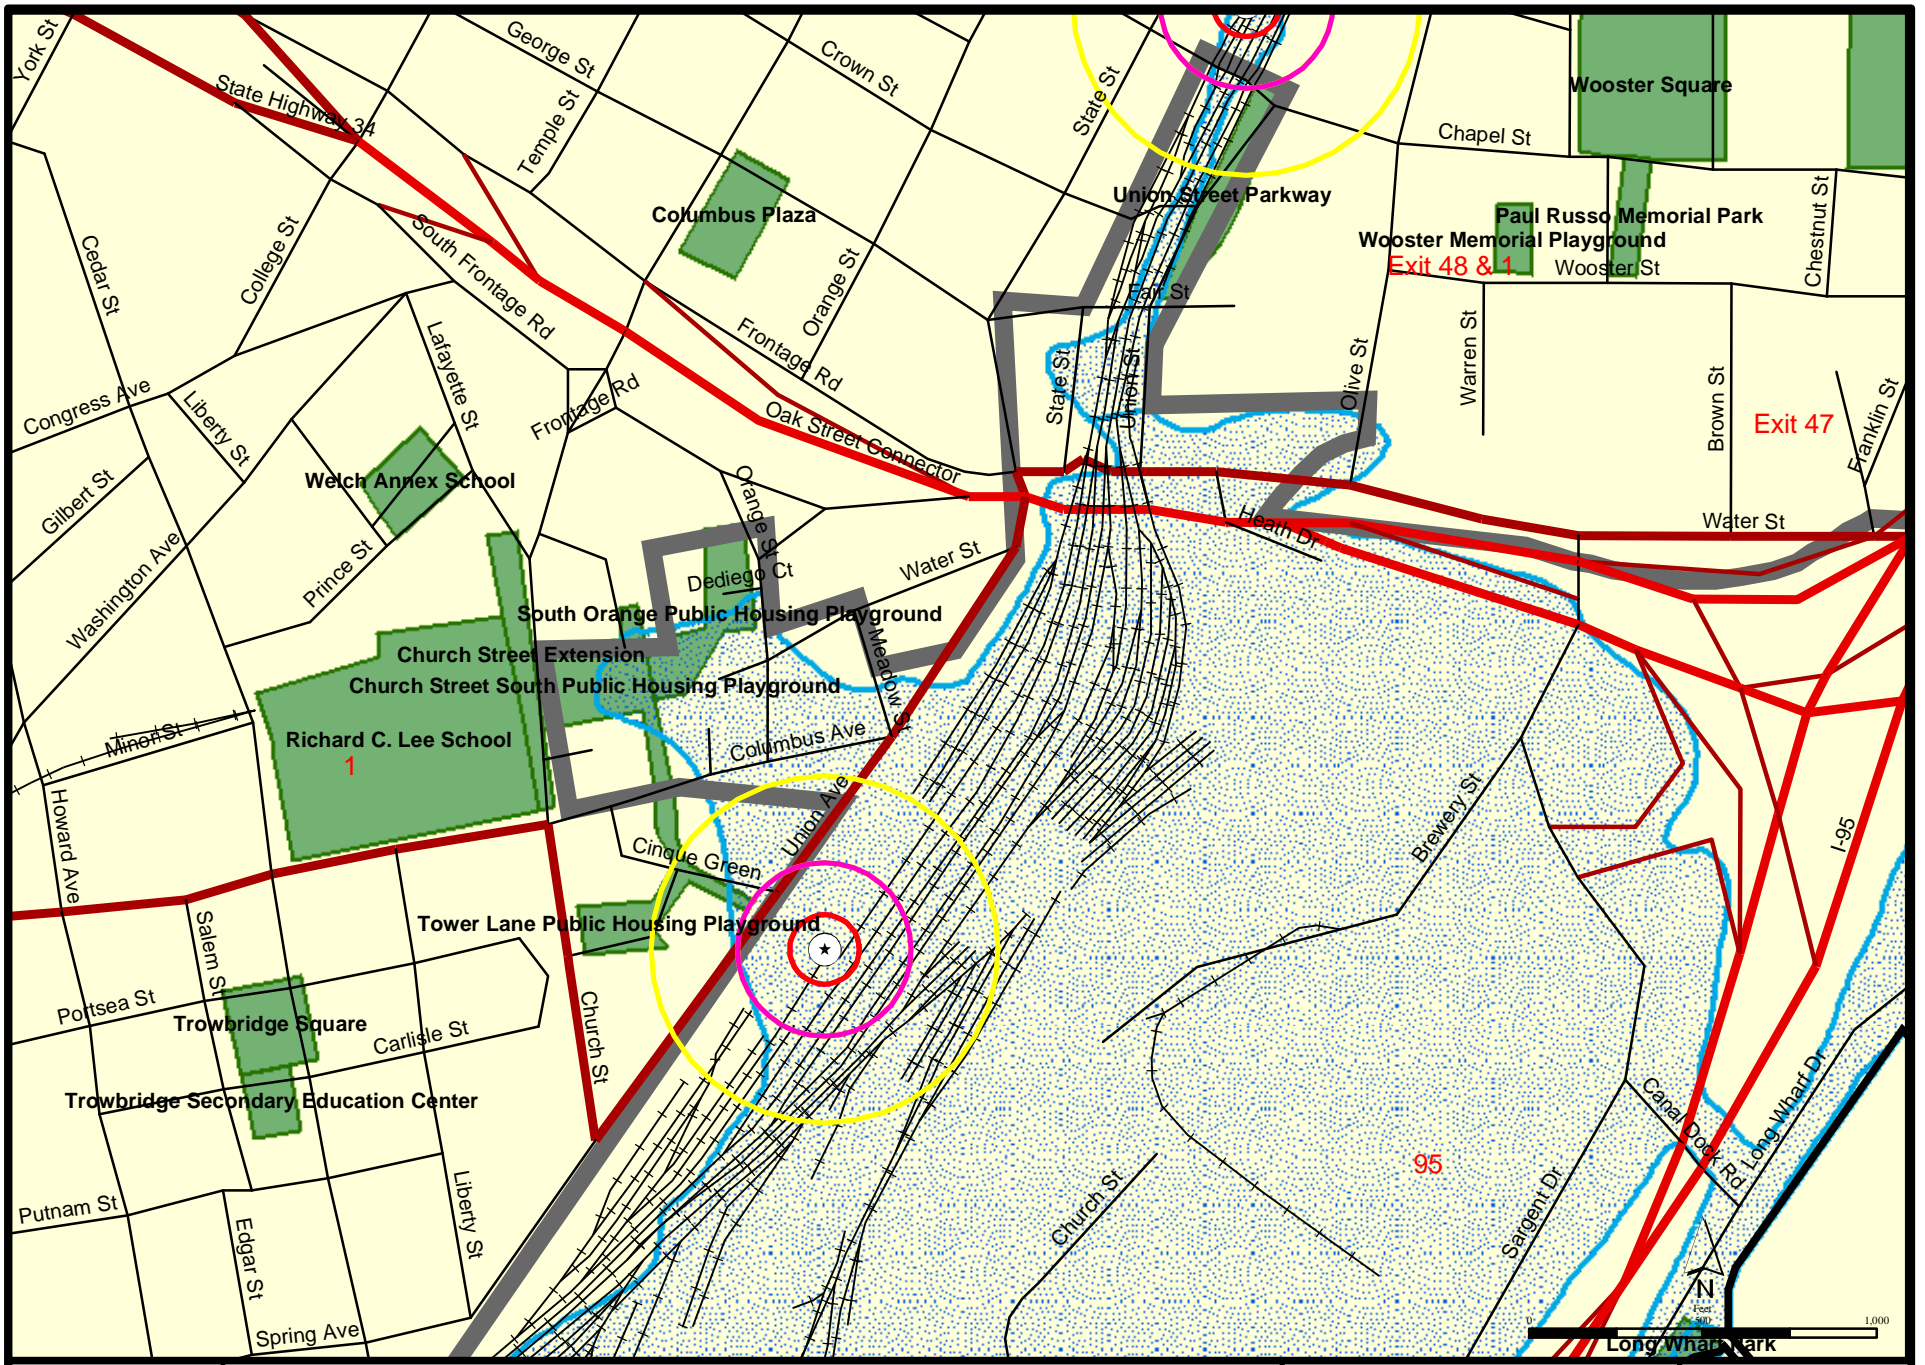 York St
George St
Crown St
State St
Wooster Square
State Highway 34
Temple St
Chapel St
Union Street Parkway
Columbus Plaza
Paul Russo Memorial Park
Wooster Memorial Playground
Exit 48 & 1
Wooster St
Chestnut St
Cedar St
College St
South Frontage Rd
Orange St
Fair St
Frontage Rd
Lafayette St
State St
Union St
Olive St
Warren St
Brown St
Exit 47
Franklin St
Congress Ave
Liberty St
Frontage Rd
Oak Street Connector
Welch Annex School
Gilbert St
Orange St
Heath Dr
Water St
Washington Ave
Prince St
Dediego Ct
Water St
South Orange Public Housing Playground
Church Street Extension
Meadow St
Church Street South Public Housing Playground
Minor St
Richard C. Lee School
1
Columbus Ave
Howard Ave
Union Ave
Cinque Green
Brewery St
I-95
Tower Lane Public Housing Playground
Salem St
Portsea St
Trowbridge Square
Carlisle St
Church St
Trowbridge Secondary Education Center
Canal Dock Rd
Long Wharf Dr
95
Putnam St
Edgar St
Liberty St
Church St
Sargent Dr
N
Feet
0 500 1,000
Spring Ave
Long Wharf Park